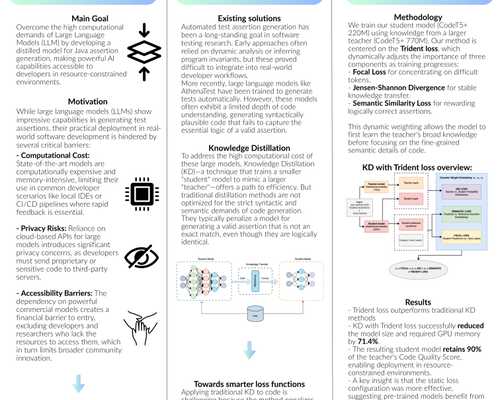 Main Goal
Overcome the high computational
demands of Large Language
Models (LLM) by developing a
distilled model for Java assertion
generation, making powerful AI
capabilities accessible to
developers in resource-constrained
environments.
Motivation
While large language models (LLMs) show
impressive capabilities in generating test
assertions, their practical deployment in real-
world software development is hindered by
several critical barriers:
- Computational Cost:
State-of-the-art models are
computationally expensive and
memory-intensive, limiting their
use in common developer
scenarios like local IDEs or
CI/CD pipelines where rapid
feedback is essential.
- Privacy Risks: Reliance on
cloud-based APIs for large
models introduces significant
privacy concerns, as developers
must send proprietary or
sensitive code to third-party
servers.
- Accessibility Barriers: The
dependency on powerful
commercial models creates a
financial barrier to entry,
excluding developers and
researchers who lack the
resources to access them, which
in turn limits broader community
innovation.
Existing solutions
Automated test assertion generation has
been a long-standing goal in software
testing research. Early approaches often
relied on dynamic analysis or inferring
program invariants, but these proved
difficult to integrate into real-world
developer workflows.
More recently, large language models like
AthenaTest have been trained to generate
tests automatically. However, these models
often exhibit a limited depth of code
understanding, generating syntactically
plausible code that fails to capture the
essential logic of a valid assertion.
Knowledge Distillation
To address the high computational cost of
these large models, Knowledge Distillation
(KD)—a technique that trains a smaller
"student" model to mimic a larger
"teacher"—offers a path to efficiency. But
traditional distillation methods are not
optimized for the strict syntactic and
semantic demands of code generation.
They typically penalize a model for
generating a valid assertion that is not an
exact match, even though they are logically
identical.
Towards smarter loss functions
Applying traditional KD to code is
Methodology
We train our student model (CodeT5+
220M) using knowledge from a larger
teacher (CodeT5+ 770M). Our method is
centered on the Trident loss, which
dynamically adjusts the importance of three
components as training progresses:
- Focal Loss for concentrating on difficult
tokens.
- Jensen-Shannon Divergence for stable
knowledge transfer.
- Semantic Similarity Loss for rewarding
logically correct assertions.
This dynamic weighting allows the model to
first learn the teacher's broad knowledge
before focusing on the fine-grained
semantic details of code.
KD with Trident loss overview:
Results
- Trident loss outperforms traditional KD
methods
- KD with Trident loss successfully reduced
the model size and required GPU memory
by 71.4%.
- The resulting student model retains 90%
of the teacher's Code Quality Score,
enabling deployment in resource-
constrained environments.
- A key insight is that the static loss
configuration was more effective,
suggesting pre-trained models benefit from